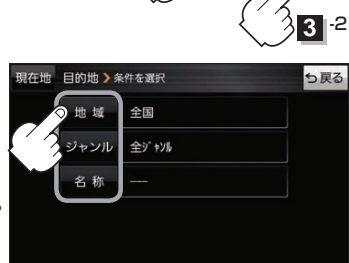 3 -2
現在地 目的地 > 条件を選択 戻る
地 域 全国
ジャンル 全ｼﾞｬﾝﾙ
名 称 ---